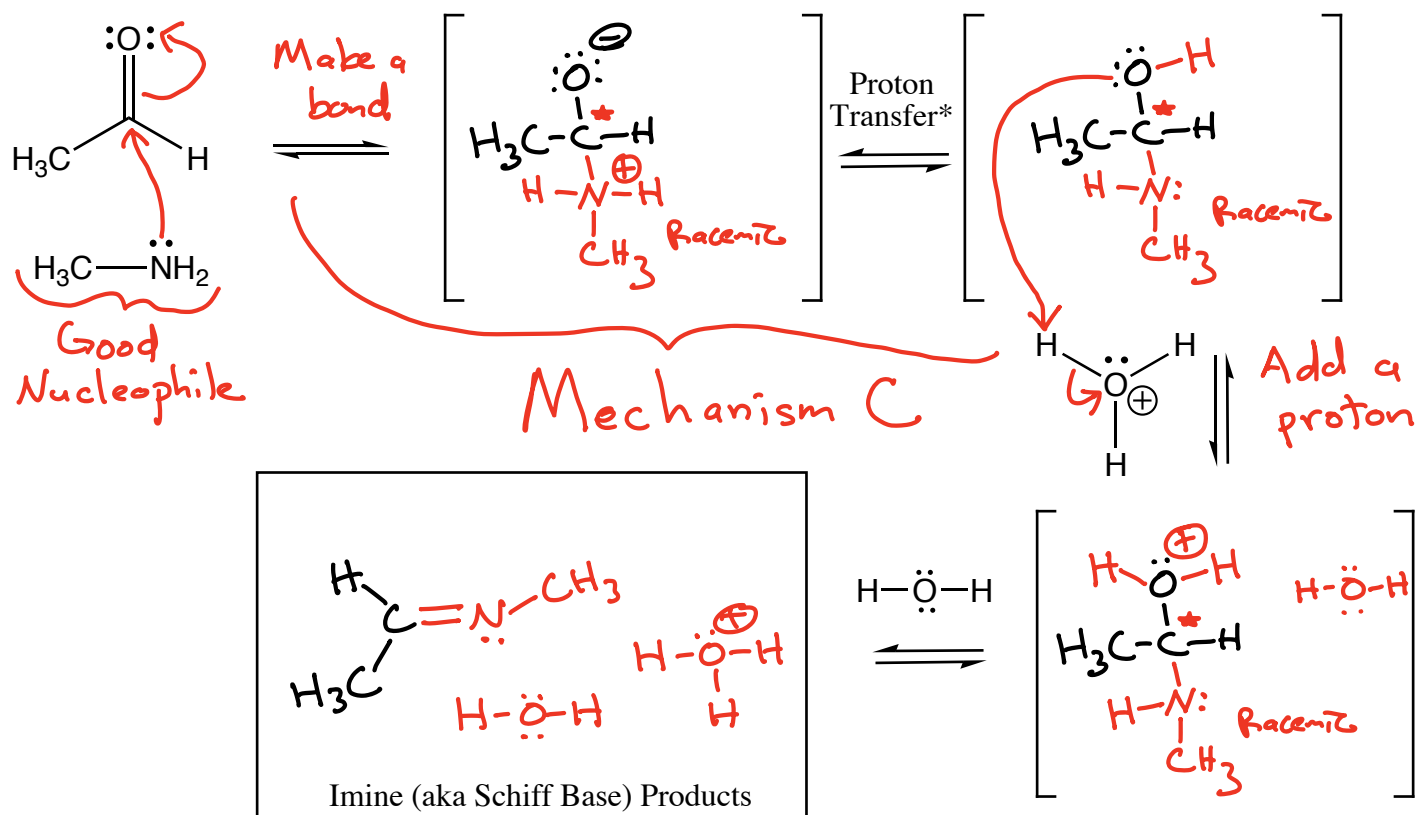 :O:
H₃C
H
H₃C—NH₂
Good
Nucleophile
Make a
bond
:O: ⊖
H₃C–C*–H
H–N⊕–H
CH₃
Racemic
Proton
Transfer*
:O–H
H₃C–C*–H
H–N:
CH₃
Racemic
Mechanism C
H
H
O⊕
H
Add a
proton
H–O⊕–H
H–O–H
H₃C–C*–H
H–N:
CH₃
Racemic
H–O–H
H
C=N–CH₃
H₃C
H–O⊕–H
H
H–O–H
Imine (aka Schiff Base) Products